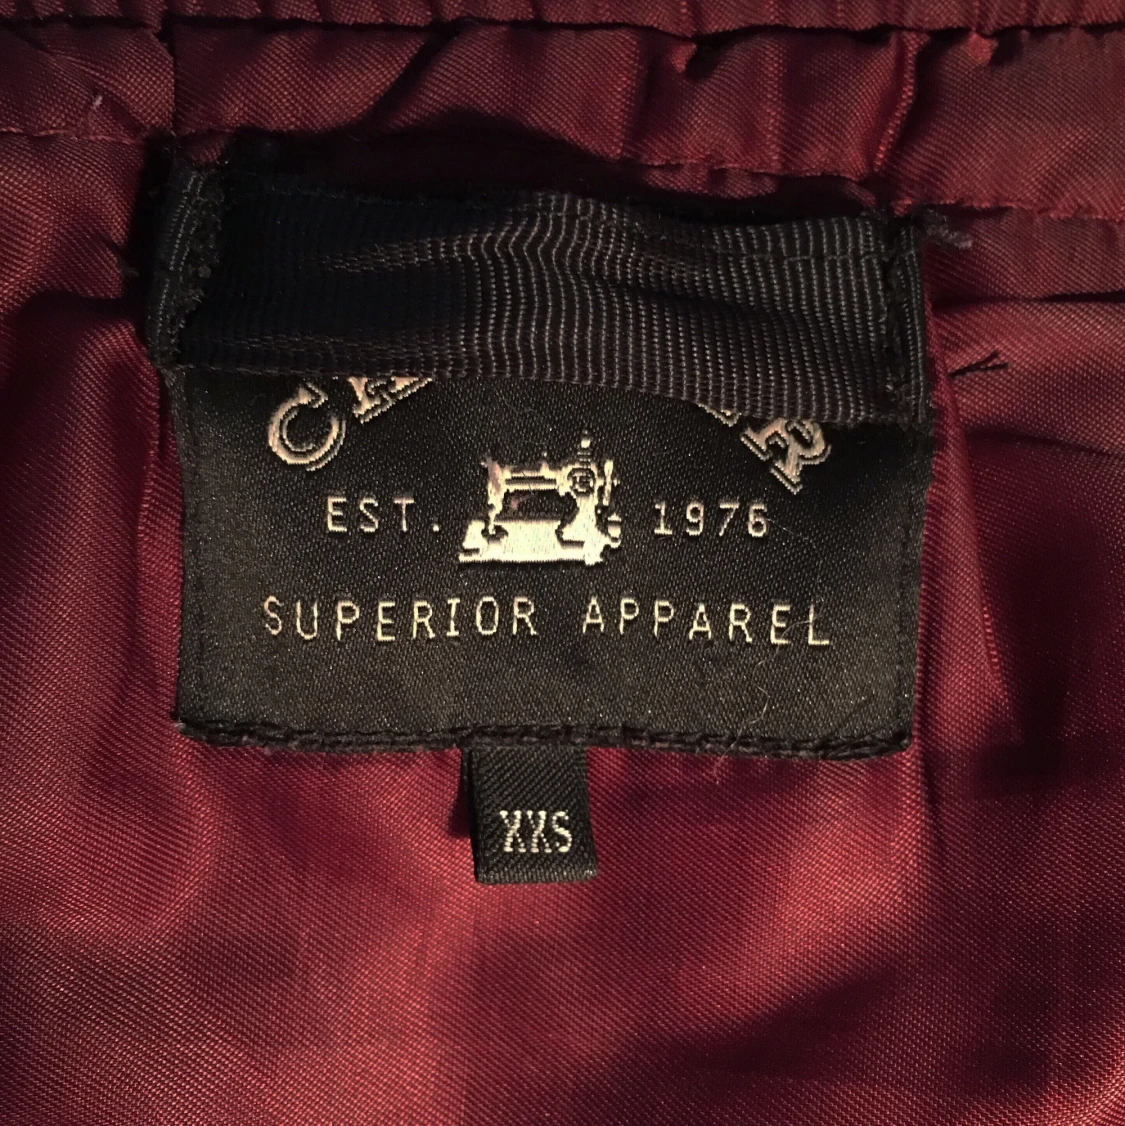 EST. 1976
SUPERIOR APPAREL
XXS